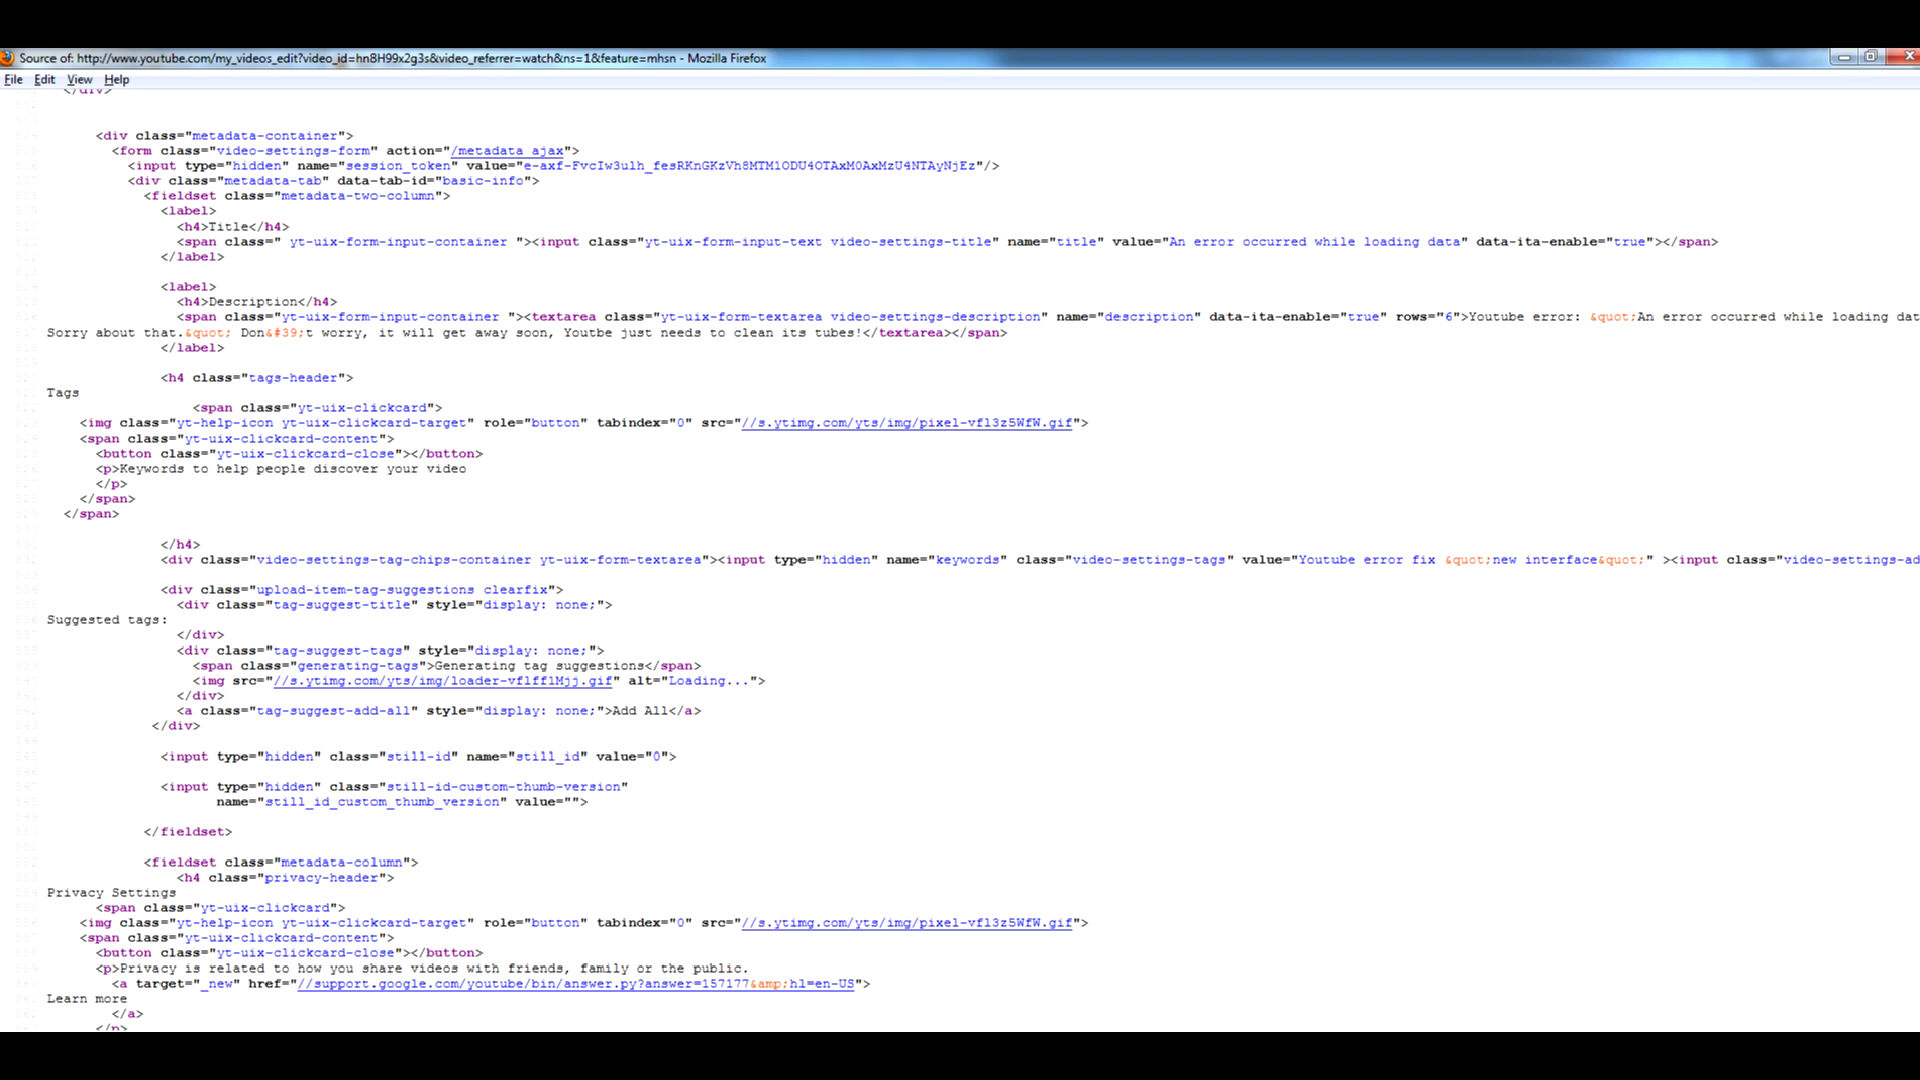 Source of: http://www.youtube.com/my_videos_edit?video_id=hn8H99x2g3s&video_referrer=watch&ns=1&feature=mhsn - Mozilla Firefox
File Edit View Help
</div>
<div class="metadata-container">
<form class="video-settings-form" action="/metadata_ajax">
<input type="hidden" name="session_token" value="e-axf-FvcIw3ulh_fesRKnGKzVh8MTM1ODU4OTAxM0AxMzU4NTAyNjEz"/>
<div class="metadata-tab" data-tab-id="basic-info">
<fieldset class="metadata-two-column">
<label>
<h4>Title</h4>
<span class=" yt-uix-form-input-container "><input class="yt-uix-form-input-text video-settings-title" name="title" value="An error occurred while loading data" data-ita-enable="true"></span>
</label>
<label>
<h4>Description</h4>
<span class="yt-uix-form-input-container "><textarea class="yt-uix-form-textarea video-settings-description" name="description" data-ita-enable="true" rows="6">Youtube error: &quot;An error occurred while loading dat
Sorry about that.&quot; Don&#39;t worry, it will get away soon, Youtbe just needs to clean its tubes!</textarea></span>
</label>
<h4 class="tags-header">
Tags
<span class="yt-uix-clickcard">
<img class="yt-help-icon yt-uix-clickcard-target" role="button" tabindex="0" src="//s.ytimg.com/yts/img/pixel-vfl3z5WfW.gif">
<span class="yt-uix-clickcard-content">
<button class="yt-uix-clickcard-close"></button>
<p>Keywords to help people discover your video
</p>
</span>
</span>
</h4>
<div class="video-settings-tag-chips-container yt-uix-form-textarea"><input type="hidden" name="keywords" class="video-settings-tags" value="Youtube error fix &quot;new interface&quot;" ><input class="video-settings-ad
<div class="upload-item-tag-suggestions clearfix">
<div class="tag-suggest-title" style="display: none;">
Suggested tags:
</div>
<div class="tag-suggest-tags" style="display: none;">
<span class="generating-tags">Generating tag suggestions</span>
<img src="//s.ytimg.com/yts/img/loader-vflff1Mjj.gif" alt="Loading...">
</div>
<a class="tag-suggest-add-all" style="display: none;">Add All</a>
</div>
<input type="hidden" class="still-id" name="still_id" value="0">
<input type="hidden" class="still-id-custom-thumb-version"
name="still_id_custom_thumb_version" value="">
</fieldset>
<fieldset class="metadata-column">
<h4 class="privacy-header">
Privacy Settings
<span class="yt-uix-clickcard">
<img class="yt-help-icon yt-uix-clickcard-target" role="button" tabindex="0" src="//s.ytimg.com/yts/img/pixel-vfl3z5WfW.gif">
<span class="yt-uix-clickcard-content">
<button class="yt-uix-clickcard-close"></button>
<p>Privacy is related to how you share videos with friends, family or the public.
<a target="_new" href="//support.google.com/youtube/bin/answer.py?answer=157177&amp;hl=en-US">
Learn more
</a>
</p>